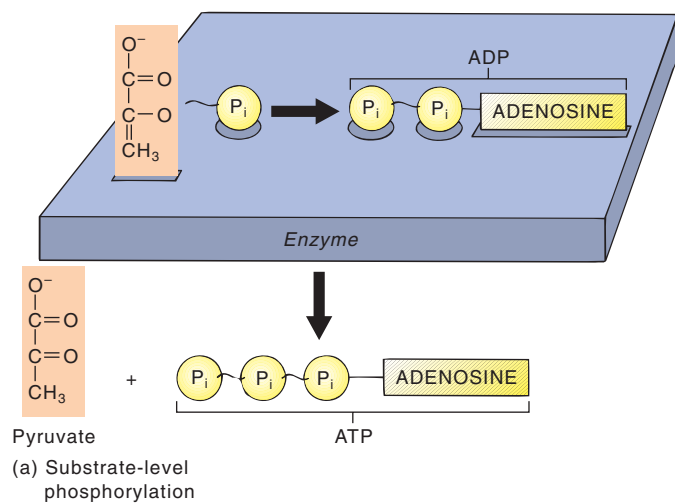 O⁻
C=O
C–O
CH₃
Pᵢ
ADP
Pᵢ Pᵢ ADENOSINE
Enzyme
O⁻
C=O
C=O
CH₃
+
Pᵢ Pᵢ Pᵢ ADENOSINE
Pyruvate
ATP
(a) Substrate-level
phosphorylation